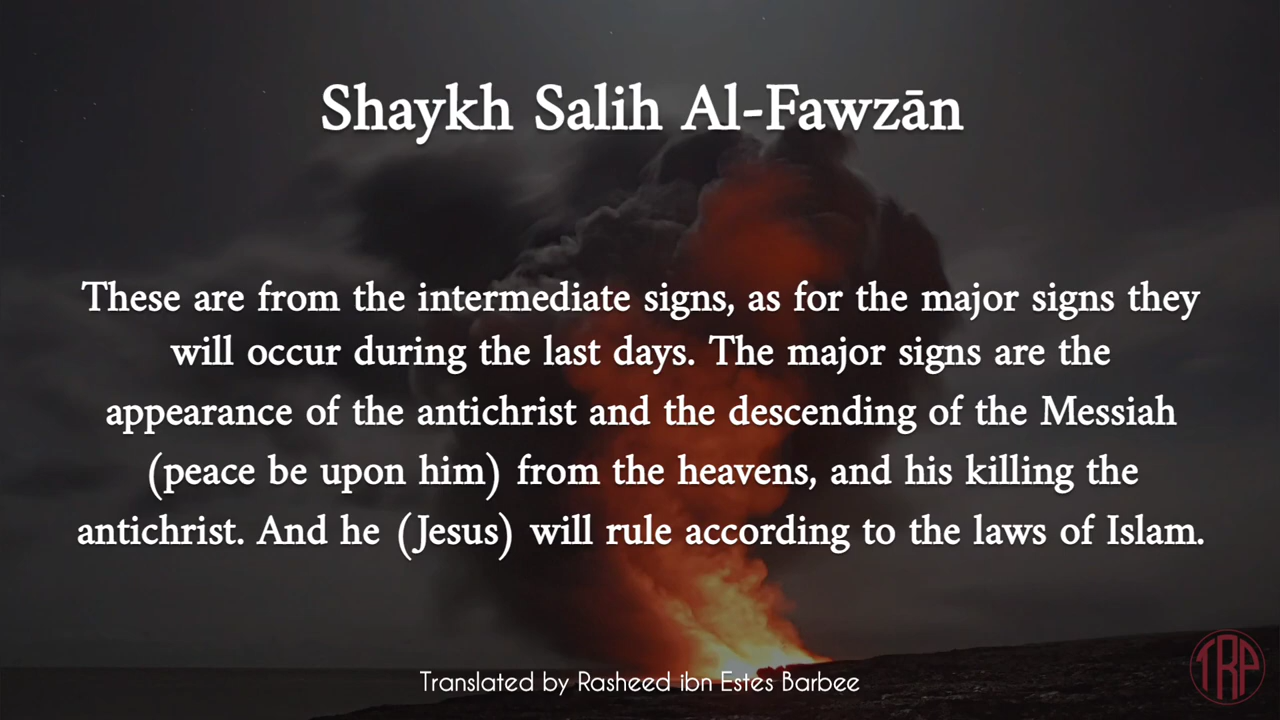 Shaykh Salih Al-Fawzān
These are from the intermediate signs, as for the major signs they
will occur during the last days. The major signs are the
appearance of the antichrist and the descending of the Messiah
(peace be upon him) from the heavens, and his killing the
antichrist. And he (Jesus) will rule according to the laws of Islam.
Translated by Rasheed ibn Estes Barbee
TRP